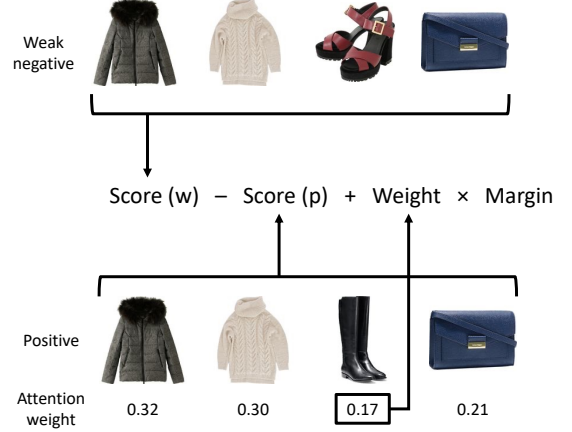 Weak
negative
Score (w) – Score (p) + Weight × Margin
Positive
Attention
weight
0.32 0.30 0.17 0.21